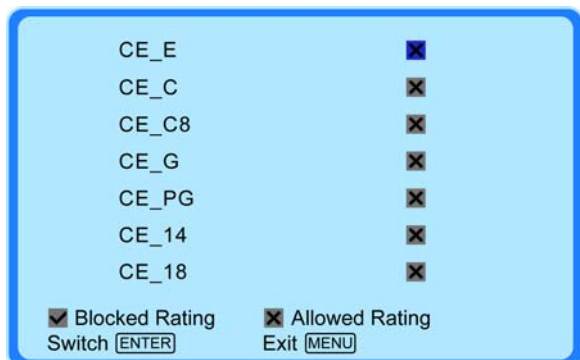 CE_E
CE_C
CE_C8
CE_G
CE_PG
CE_14
CE_18
Blocked Rating Allowed Rating
Switch ENTER Exit MENU